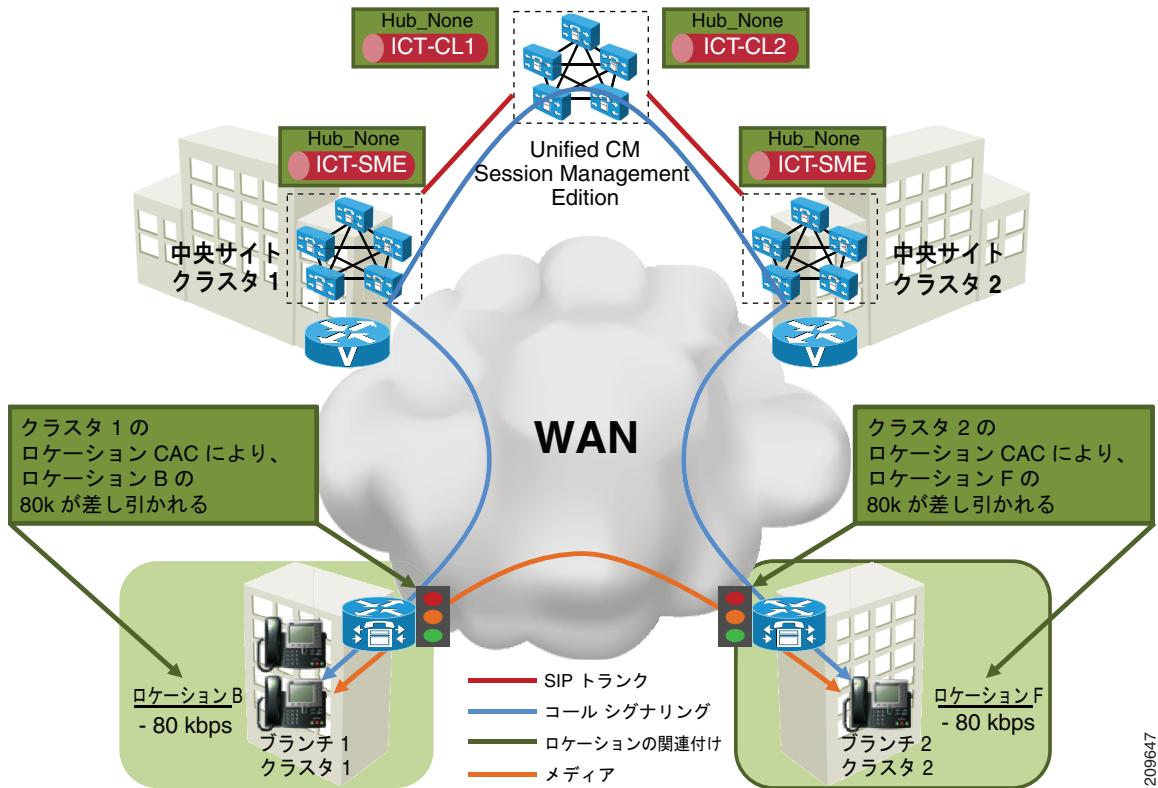 Hub_None
ICT-CL1
Hub_None
ICT-CL2
Hub_None
ICT-SME
Unified CM
Session Management
Edition
Hub_None
ICT-SME
中央サイト
クラスタ 1
中央サイト
クラスタ 2
V
V
WAN
クラスタ 1 の
ロケーション CAC により、
ロケーション B の
80k が差し引かれる
クラスタ 2 の
ロケーション CAC により、
ロケーション F の
80k が差し引かれる
ロケーション B
- 80 kbps
ブランチ 1
クラスタ 1
SIP トランク
コール シグナリング
ロケーションの関連付け
メディア
ブランチ 2
クラスタ 2
ロケーション F
- 80 kbps
209647